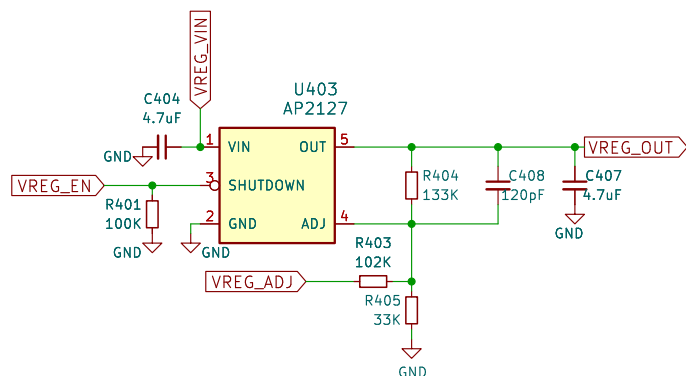 VREG_VIN
U403
AP2127
C404
4.7uF
GND
1
VIN
OUT
5
VREG_OUT
VREG_EN
3
SHUTDOWN
R404
133K
C408
120pF
C407
4.7uF
GND
R401
100K
GND
2
GND
ADJ
4
GND
R403
102K
VREG_ADJ
R405
33K
GND